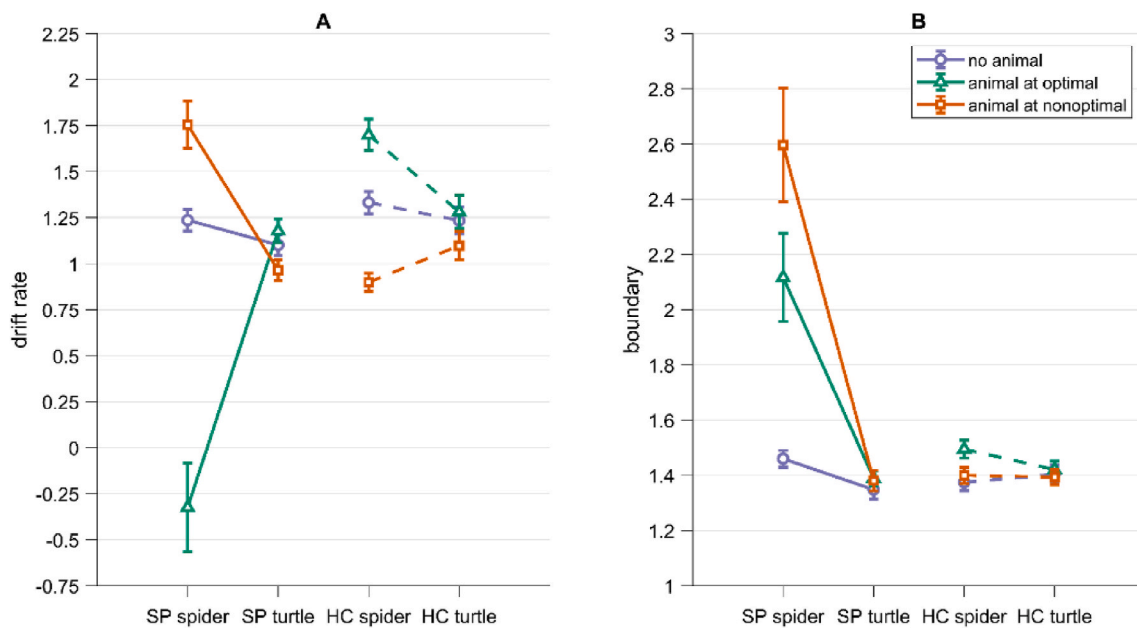 A
2.25
2
1.75
1.5
1.25
1
0.75
0.5
0.25
0
-0.25
-0.5
-0.75
drift rate
SP spider SP turtle HC spider HC turtle
B
3
2.8
2.6
2.4
2.2
2
1.8
1.6
1.4
1.2
1
boundary
SP spider SP turtle HC spider HC turtle
no animal
animal at optimal
animal at nonoptimal